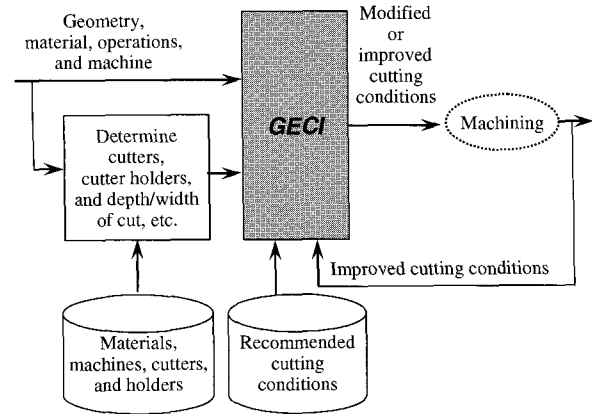 Geometry,
material, operations,
and machine
Modified
or
improved
cutting
conditions
GECI
Machining
Determine
cutters,
cutter holders,
and depth/width
of cut, etc.
Improved cutting conditions
Materials,
machines, cutters,
and holders
Recommended
cutting
conditions